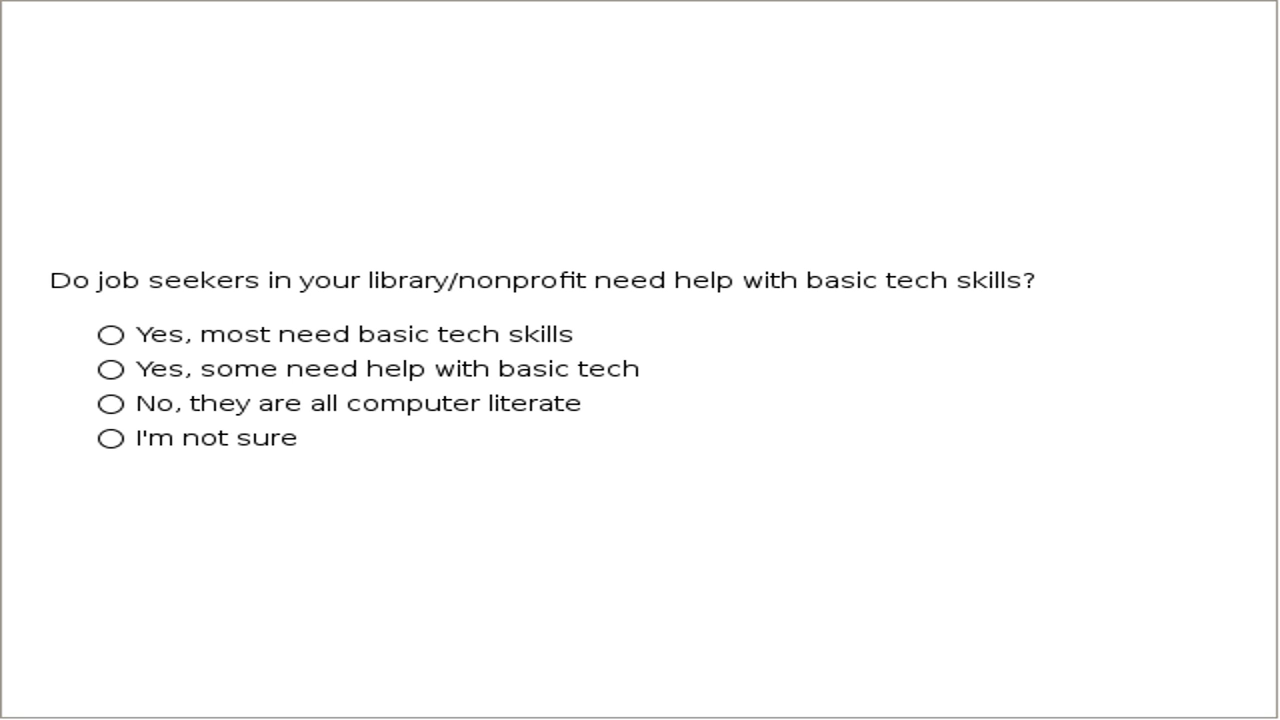 Do job seekers in your library/nonprofit need help with basic tech skills?
Yes, most need basic tech skills
Yes, some need help with basic tech
No, they are all computer literate
I'm not sure